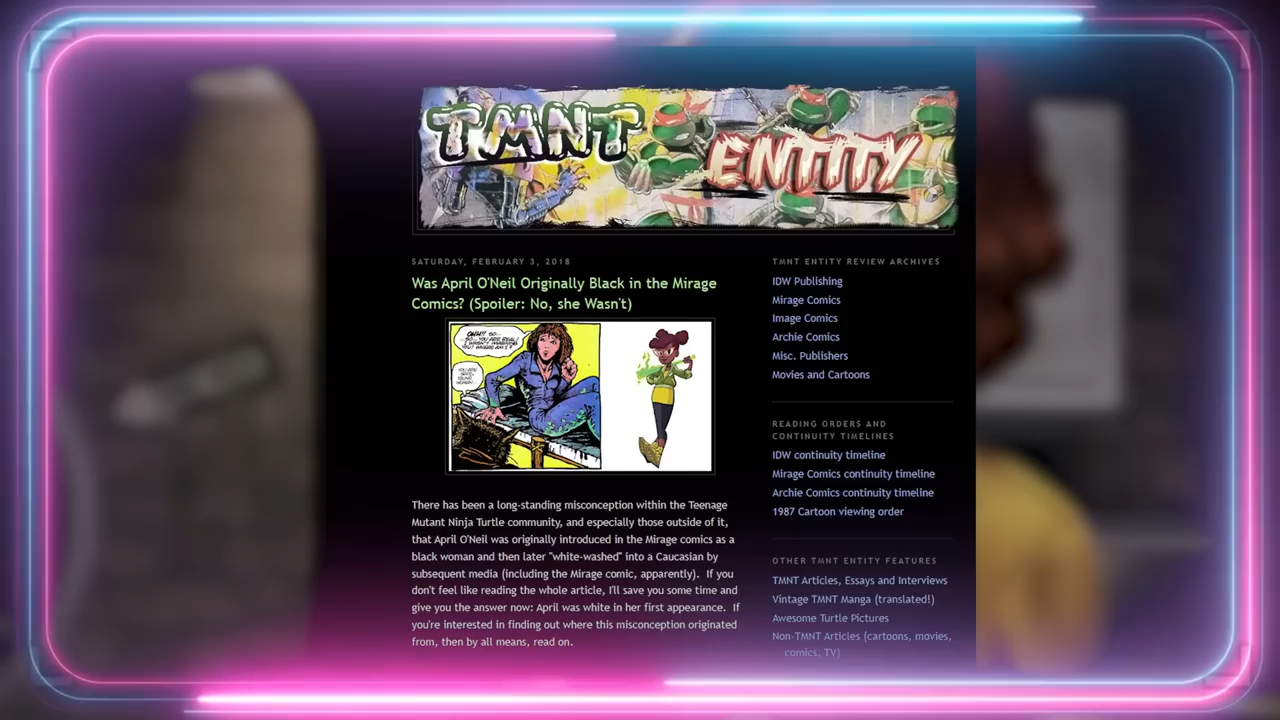 TMNT ENTITY
SATURDAY, FEBRUARY 3, 2018
Was April O'Neil Originally Black in the Mirage
Comics? (Spoiler: No, she Wasn't)
There has been a long-standing misconception within the Teenage
Mutant Ninja Turtle community, and especially those outside of it,
that April O'Neil was originally introduced in the Mirage comics as a
black woman and then later "white-washed" into a Caucasian by
subsequent media (including the Mirage comic, apparently).  If you
don't feel like reading the whole article, I'll save you some time and
give you the answer now: April was white in her first appearance.  If
you're interested in finding out where this misconception originated
from, then by all means, read on.
TMNT ENTITY REVIEW ARCHIVES
IDW Publishing
Mirage Comics
Image Comics
Archie Comics
Misc. Publishers
Movies and Cartoons
READING ORDERS AND
CONTINUITY TIMELINES
IDW continuity timeline
Mirage Comics continuity timeline
Archie Comics continuity timeline
1987 Cartoon viewing order
OTHER TMNT ENTITY FEATURES
TMNT Articles, Essays and Interviews
Vintage TMNT Manga (translated!)
Awesome Turtle Pictures
Non-TMNT Articles (cartoons, movies,
comics, TV)